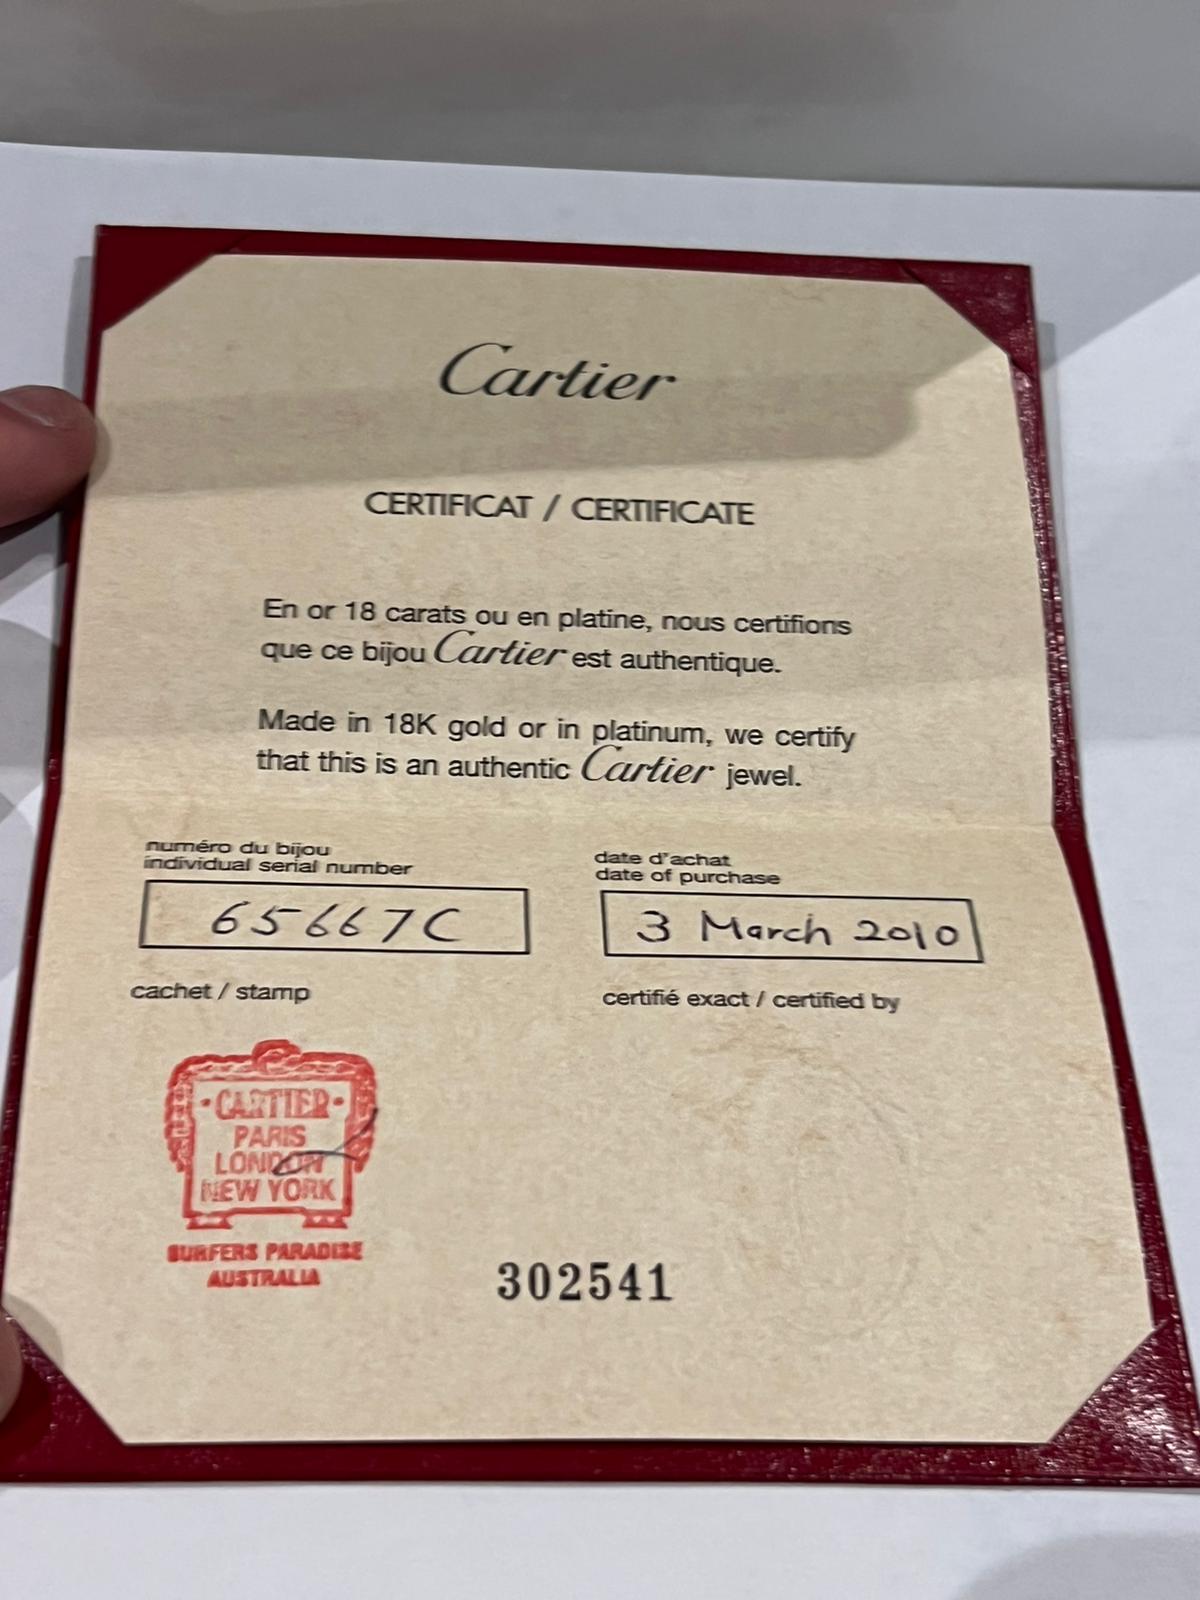 Cartier
CERTIFICAT / CERTIFICATE
En or 18 carats ou en platine, nous certifions
que ce bijou Cartier est authentique.
Made in 18K gold or in platinum, we certify
that this is an authentic Cartier jewel.
numéro du bijou
individual serial number
65667C
date d'achat
date of purchase
3 March 2010
cachet / stamp
certifié exact / certified by
·CARTIER·
PARIS
LONDON
NEW YORK
SURFERS PARADISE
AUSTRALIA
302541